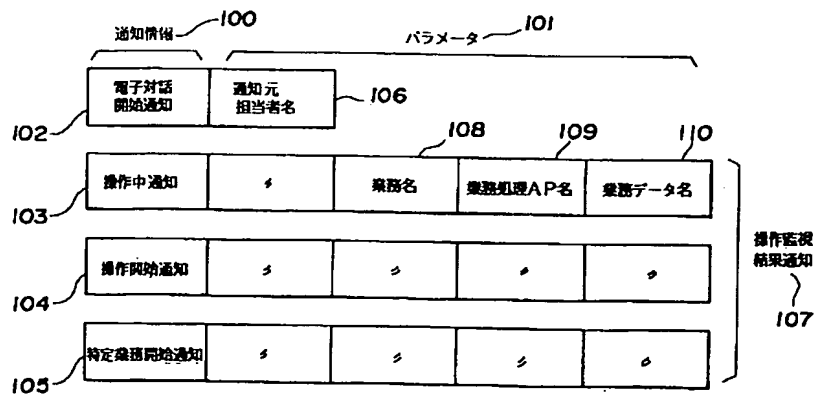 通知情報 100
パラメータ 101
電子対話
開始通知
通知元
担当者名
106
102
108
109
110
操作中通知
〃
業務名
業務処理AP名
業務データ名
103
操作開始通知
〃
〃
〃
〃
104
操作監視
結果通知
107
特定業務開始通知
〃
〃
〃
〃
105